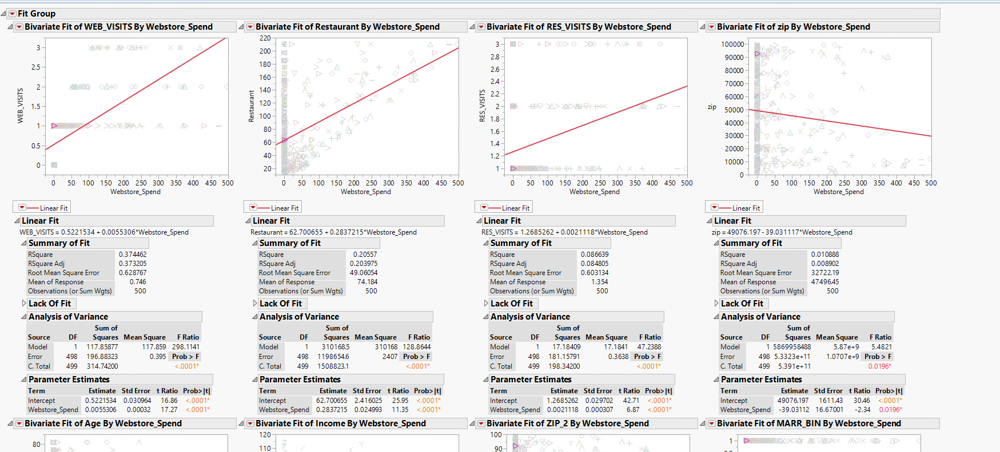 Fit Group
Bivariate Fit of WEB_VISITS By Webstore_Spend
3
2.5
2
1.5
1
0.5
0
WEB_VISITS
0 50 100 150 200 250 300 350 400 450 500
Webstore_Spend
Linear Fit
Linear Fit
WEB_VISITS = 0.5221534 + 0.0055306*Webstore_Spend
Summary of Fit
RSquare 0.374462
RSquare Adj 0.373205
Root Mean Square Error 0.628767
Mean of Response 0.746
Observations (or Sum Wgts) 500
Lack Of Fit
Analysis of Variance
Sum of
Source DF Squares Mean Square F Ratio
Model 1 117.85877 117.859 298.1141
Error 498 196.88323 0.395 Prob > F
C. Total 499 314.74200 <.0001*
Parameter Estimates
Term Estimate Std Error t Ratio Prob>|t|
Intercept 0.5221534 0.030964 16.86 <.0001*
Webstore_Spend 0.0055306 0.00032 17.27 <.0001*
Bivariate Fit of Restaurant By Webstore_Spend
220
200
180
160
140
120
100
80
60
40
20
Restaurant
0 50 100 150 200 250 300 350 400 450 500
Webstore_Spend
Linear Fit
Linear Fit
Restaurant = 62.700655 + 0.2837215*Webstore_Spend
Summary of Fit
RSquare 0.20557
RSquare Adj 0.203975
Root Mean Square Error 49.06054
Mean of Response 74.184
Observations (or Sum Wgts) 500
Lack Of Fit
Analysis of Variance
Sum of
Source DF Squares Mean Square F Ratio
Model 1 310168.5 310168 128.8644
Error 498 1198654.6 2407 Prob > F
C. Total 499 1508823.1 <.0001*
Parameter Estimates
Term Estimate Std Error t Ratio Prob>|t|
Intercept 62.700655 2.416025 25.95 <.0001*
Webstore_Spend 0.2837215 0.024993 11.35 <.0001*
Bivariate Fit of RES_VISITS By Webstore_Spend
3
2.8
2.6
2.4
2.2
2
1.8
1.6
1.4
1.2
1
RES_VISITS
0 50 100 150 200 250 300 350 400 450 500
Webstore_Spend
Linear Fit
Linear Fit
RES_VISITS = 1.2685262 + 0.0021118*Webstore_Spend
Summary of Fit
RSquare 0.086639
RSquare Adj 0.084805
Root Mean Square Error 0.603134
Mean of Response 1.354
Observations (or Sum Wgts) 500
Lack Of Fit
Analysis of Variance
Sum of
Source DF Squares Mean Square F Ratio
Model 1 17.18409 17.1841 47.2388
Error 498 181.15791 0.3638 Prob > F
C. Total 499 198.34200 <.0001*
Parameter Estimates
Term Estimate Std Error t Ratio Prob>|t|
Intercept 1.2685262 0.029702 42.71 <.0001*
Webstore_Spend 0.0021118 0.000307 6.87 <.0001*
Bivariate Fit of zip By Webstore_Spend
100000
90000
80000
70000
60000
50000
40000
30000
20000
10000
0
zip
0 50 100 150 200 250 300 350 400 450 500
Webstore_Spend
Linear Fit
Linear Fit
zip = 49076.197 - 39.031117*Webstore_Spend
Summary of Fit
RSquare 0.010888
RSquare Adj 0.008902
Root Mean Square Error 32722.19
Mean of Response 47496.45
Observations (or Sum Wgts) 500
Lack Of Fit
Analysis of Variance
Sum of
Source DF Squares Mean Square F Ratio
Model 1 5869958488 5.87e+9 5.4821
Error 498 5.3323e+11 1.0707e+9 Prob > F
C. Total 499 5.391e+11 0.0196*
Parameter Estimates
Term Estimate Std Error t Ratio Prob>|t|
Intercept 49076.197 1611.43 30.46 <.0001*
Webstore_Spend -39.03112 16.67001 -2.34 0.0196*
Bivariate Fit of Age By Webstore_Spend
80
Bivariate Fit of Income By Webstore_Spend
120
110
Bivariate Fit of ZIP_2 By Webstore_Spend
100
90
Bivariate Fit of MARR_BIN By Webstore_Spend
1